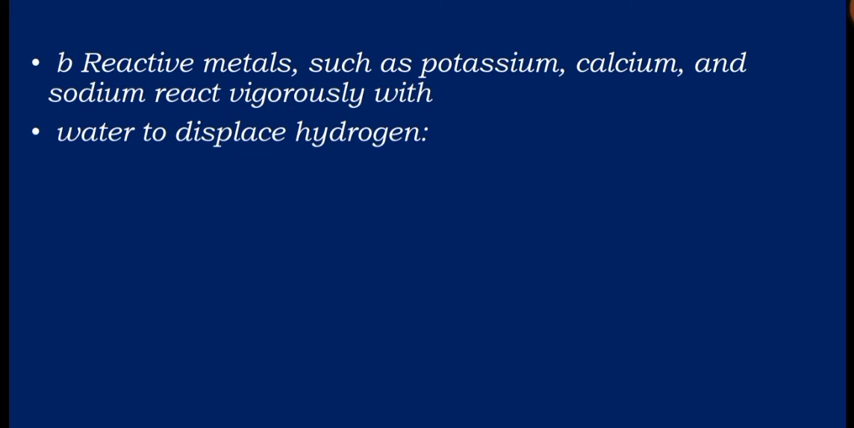 • b Reactive metals, such as potassium, calcium, and
sodium react vigorously with
• water to displace hydrogen: